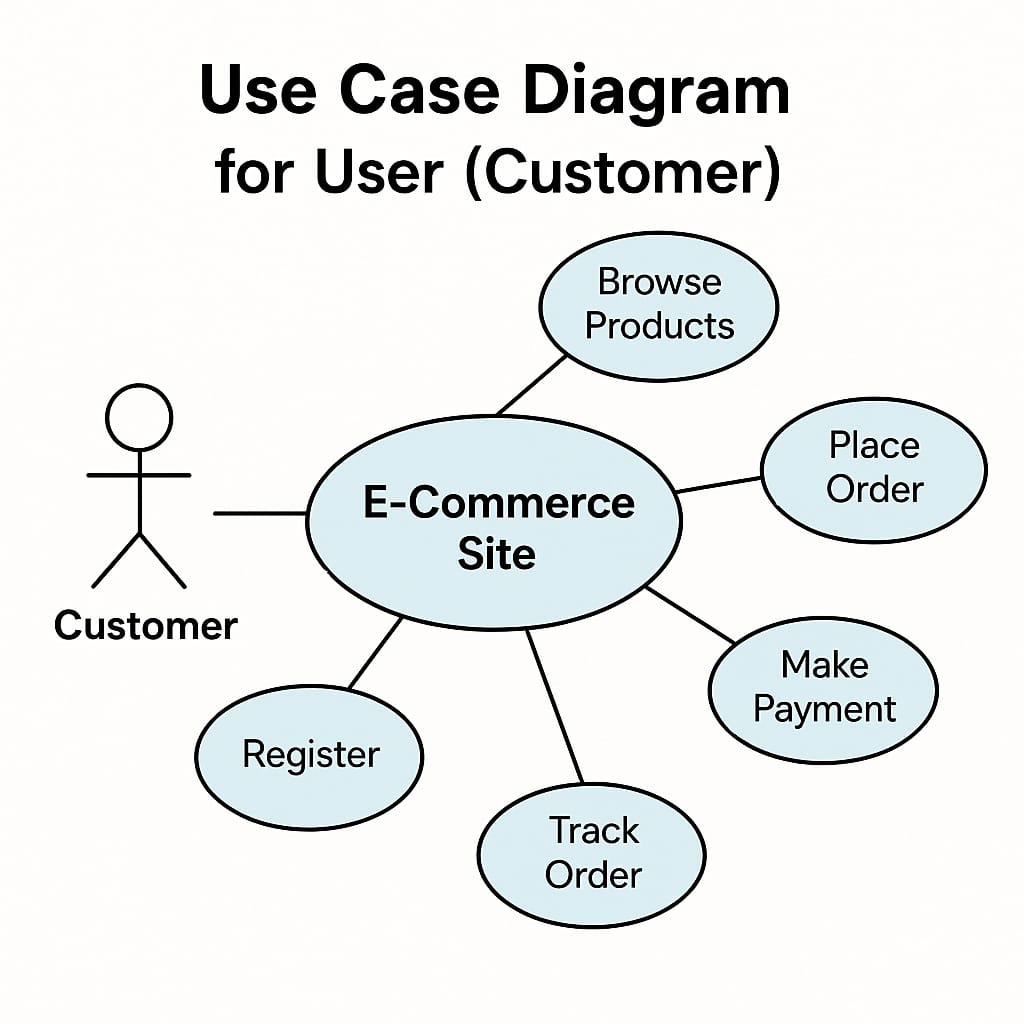 Use Case Diagram
for User (Customer)
Browse
Products
Place
Order
E-Commerce
Site
Customer
Make
Payment
Register
Track
Order